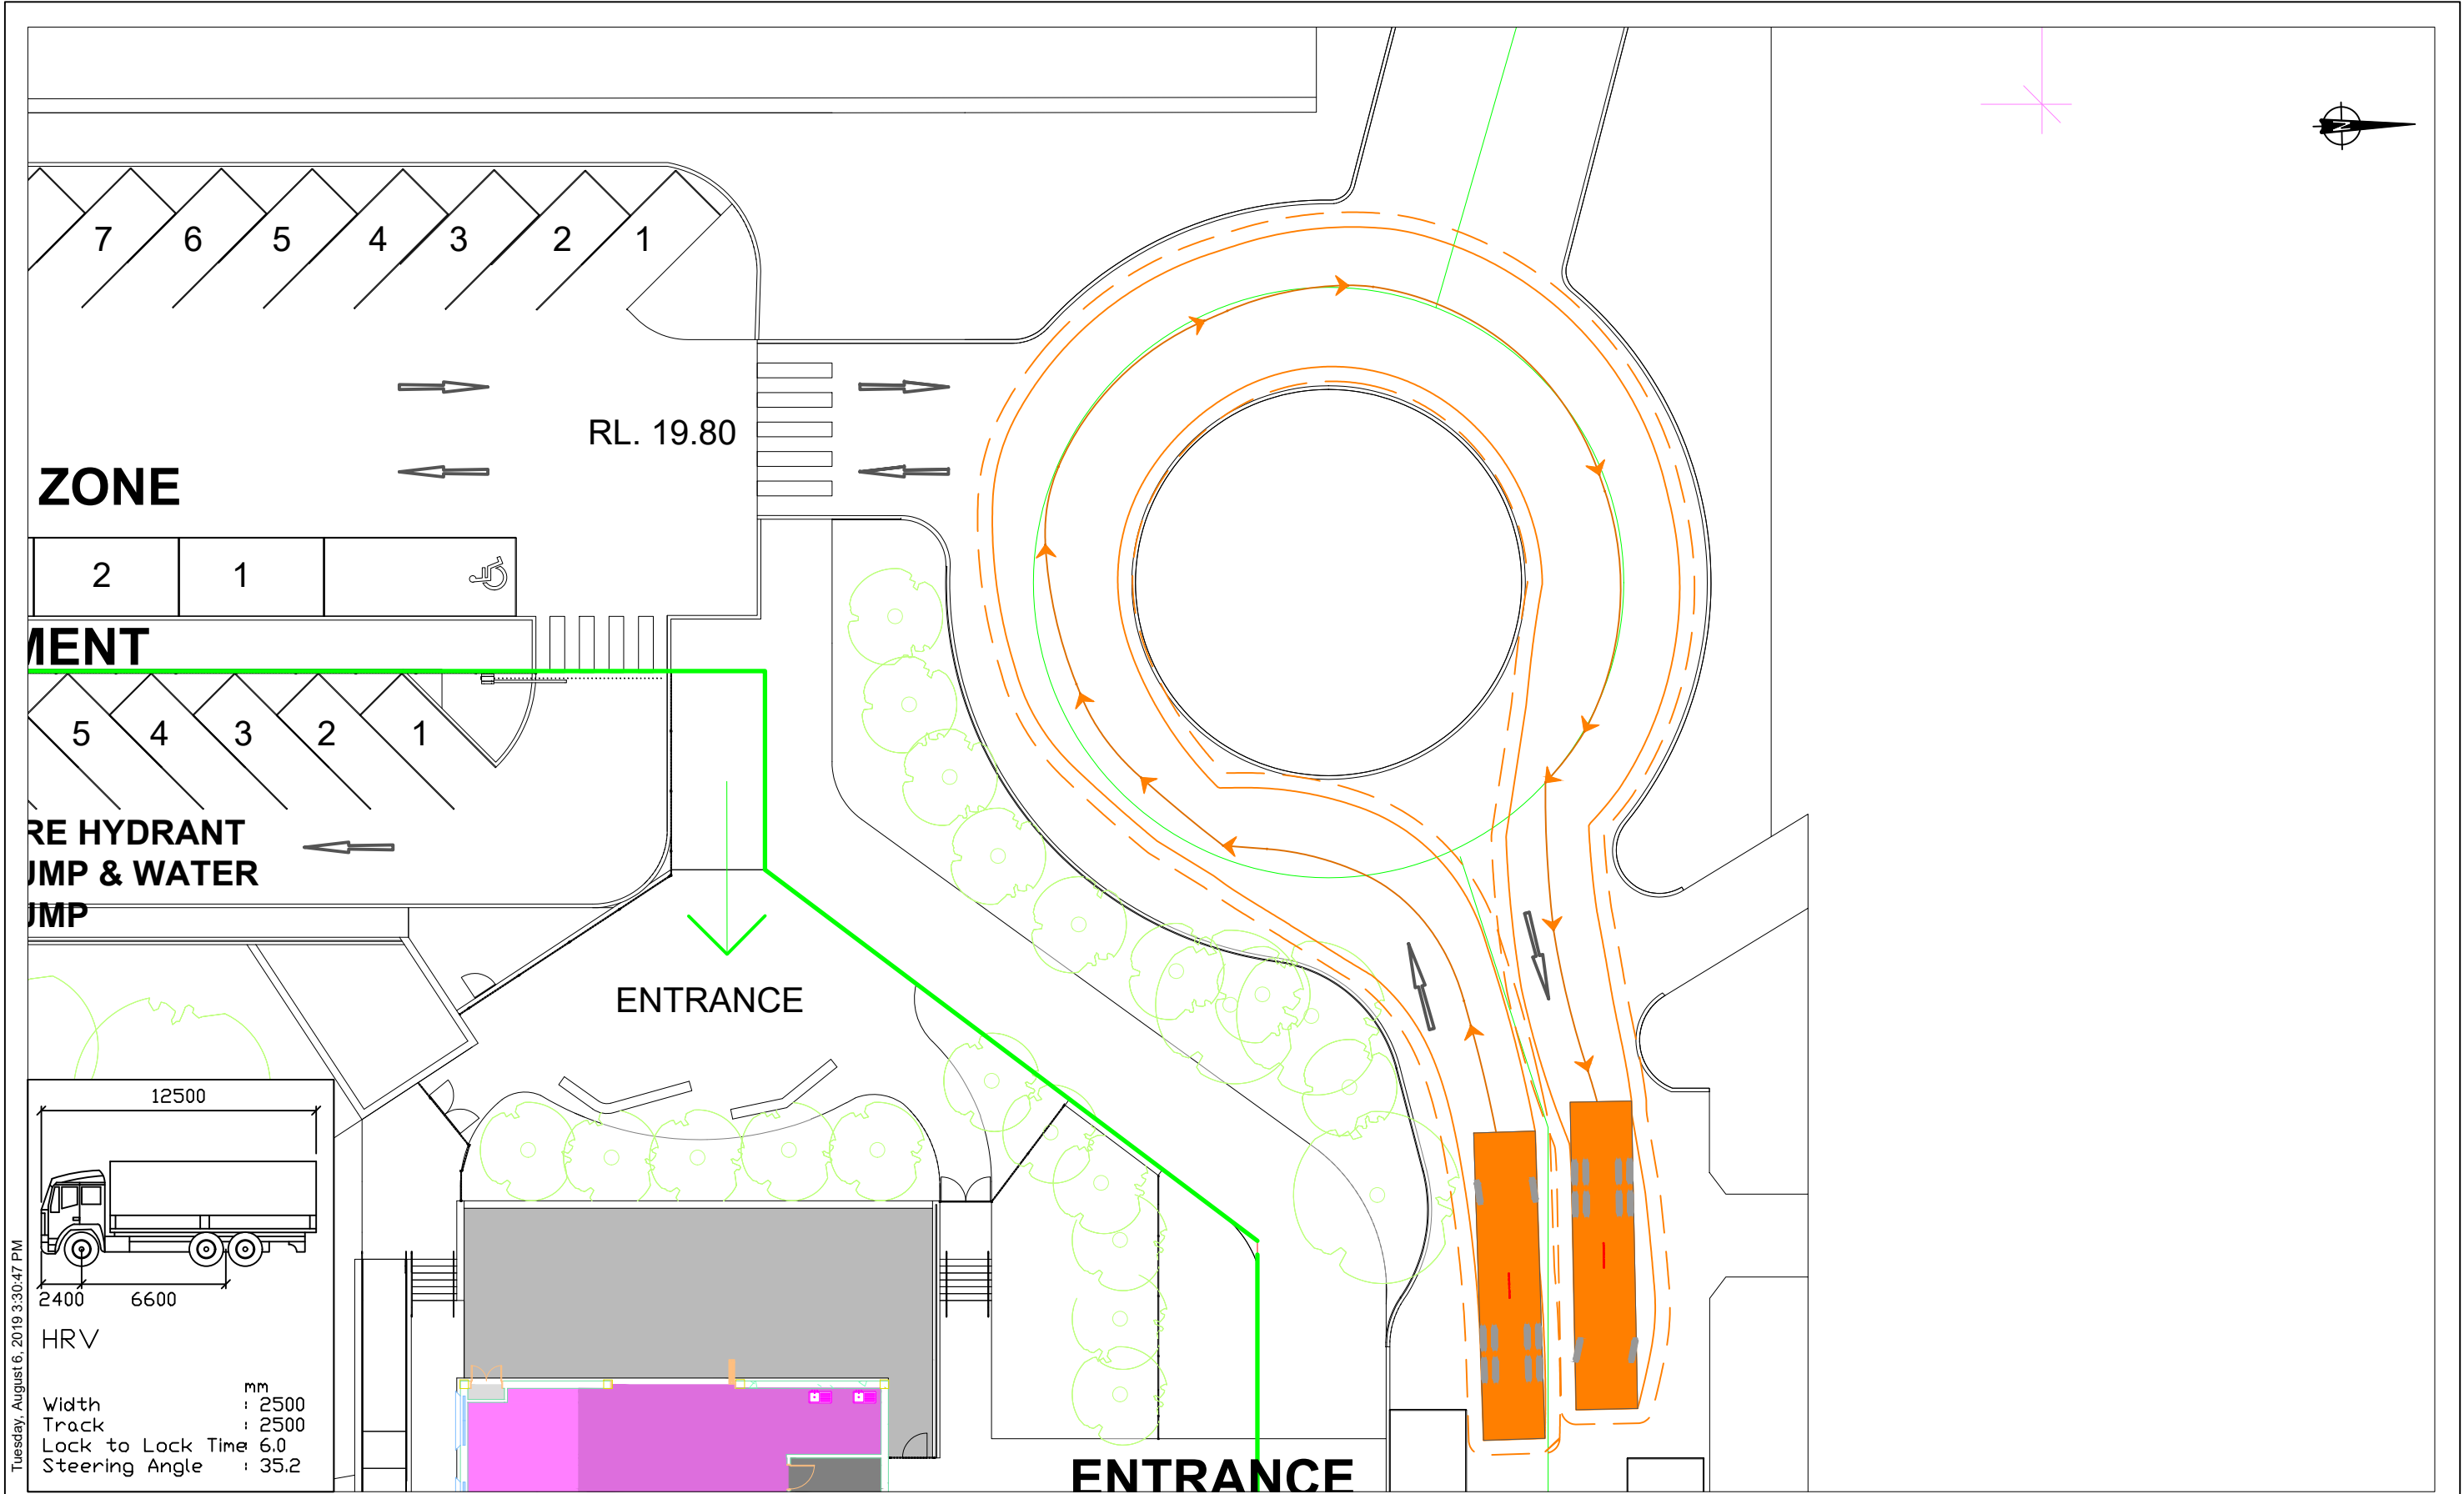 7 6 5 4 3 2 1
RL. 19.80
ZONE
2 1
MENT
5 4 3 2 1
RE HYDRANT
UMP & WATER
UMP
ENTRANCE
12500
2400 6600
HRV
mm
Width : 2500
Track : 2500
Lock to Lock Time : 6.0
Steering Angle : 35.2
Tuesday, August 6, 2019 3:30:47 PM
ENTRANCE
N